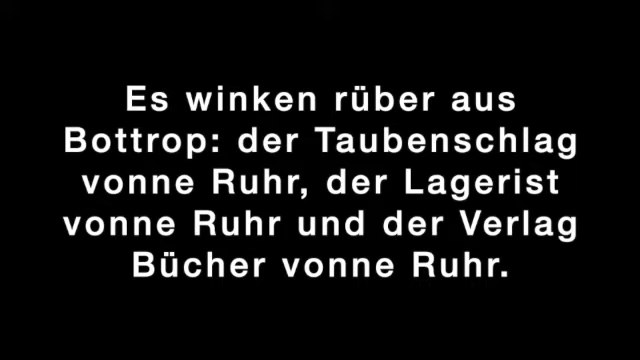 Es winken rüber aus
Bottrop: der Taubenschlag
vonne Ruhr, der Lagerist
vonne Ruhr und der Verlag
Bücher vonne Ruhr.